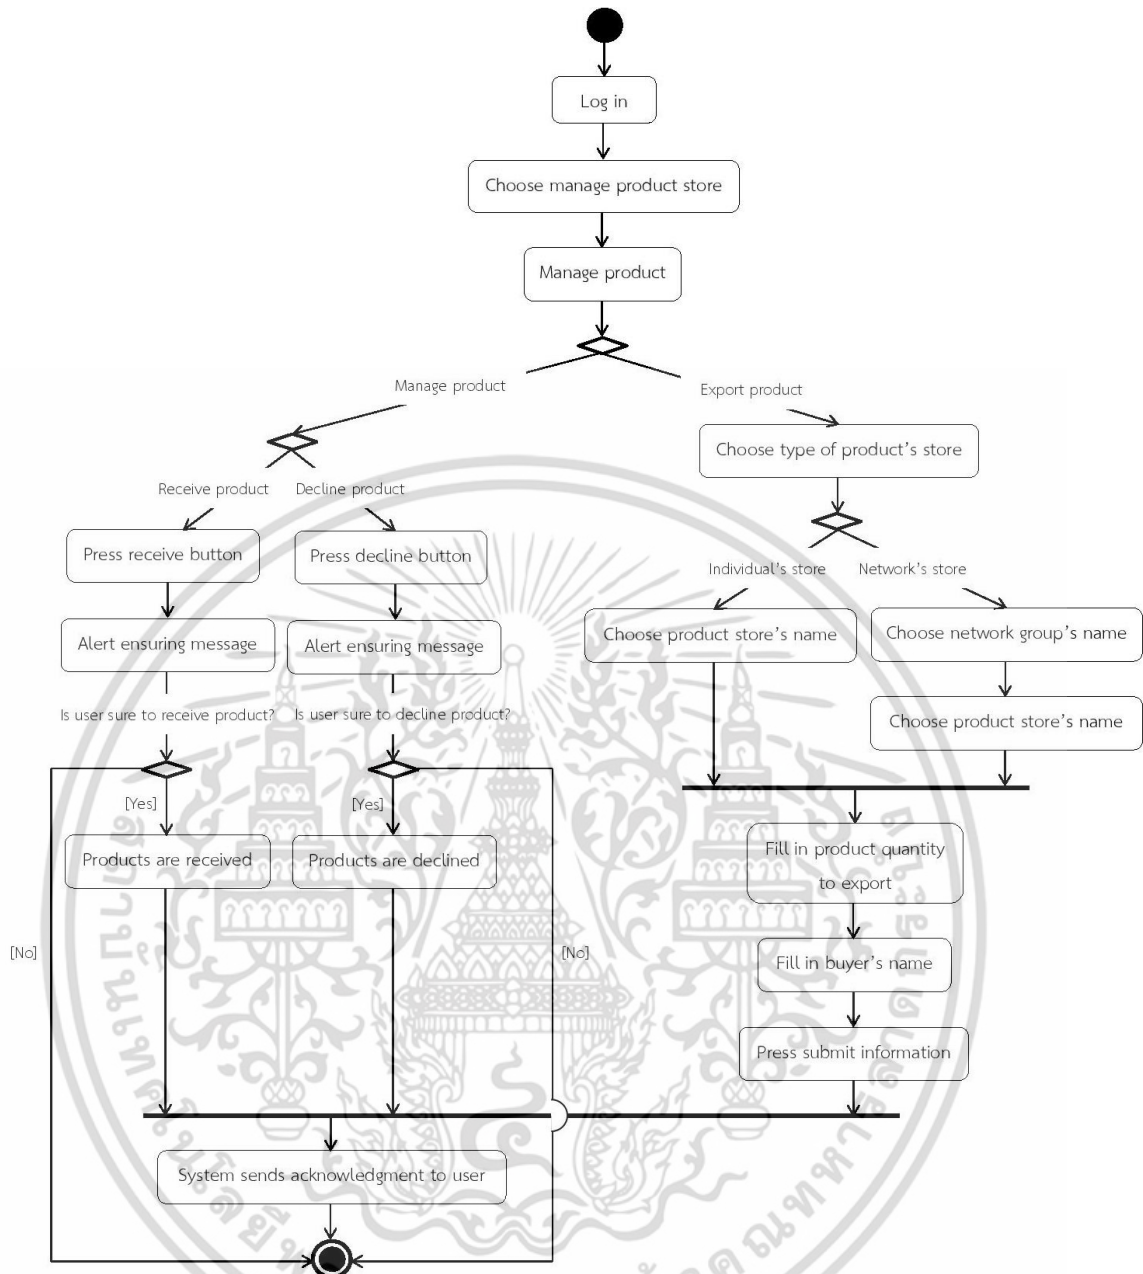 Log in
Choose manage product store
Manage product
Manage product
Export product
Choose type of product's store
Receive product
Decline product
Press receive button
Press decline button
Individual's store
Network's store
Alert ensuring message
Alert ensuring message
Choose product store's name
Choose network group's name
Is user sure to receive product?
Is user sure to decline product?
Choose product store's name
[Yes]
[Yes]
Products are received
Products are declined
Fill in product quantity
to export
[No]
[No]
Fill in buyer's name
Press submit information
System sends acknowledgment to user